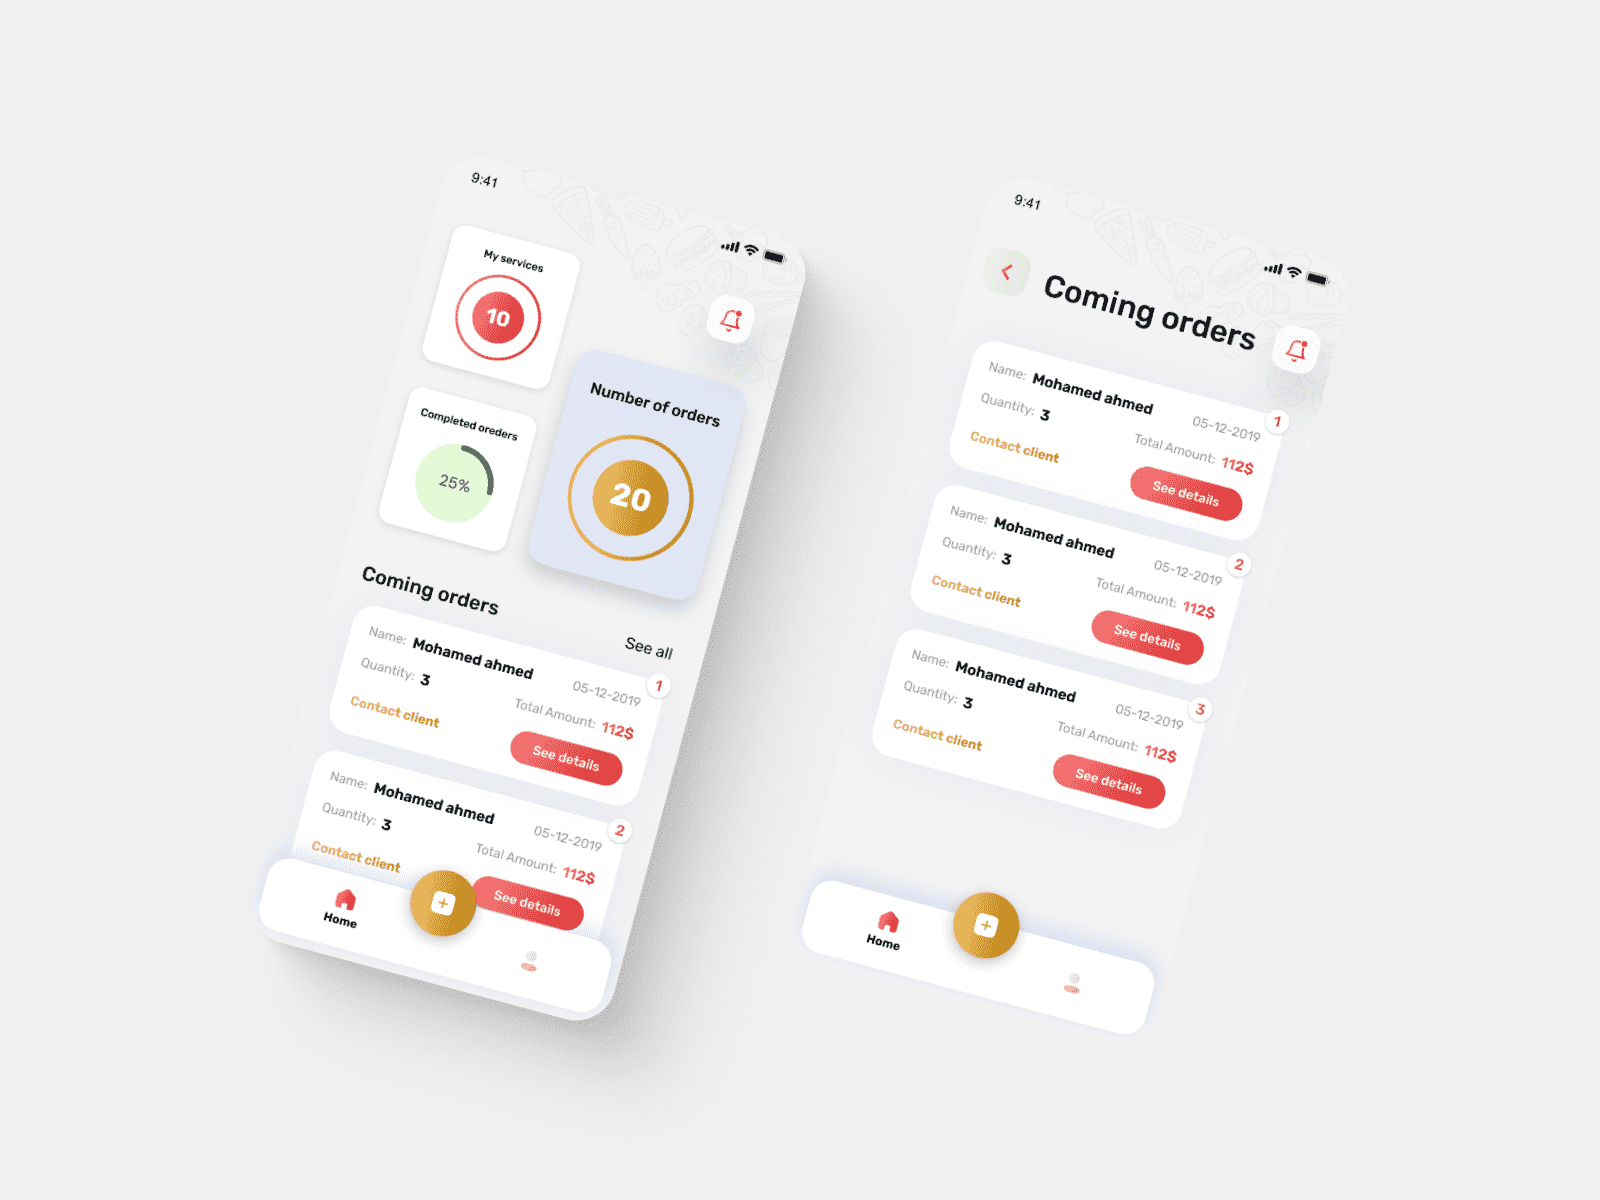 9:41
My services
10
Number of orders
20
Completed oreders
25%
Coming orders
See all
1
Name: Mohamed ahmed
05-12-2019
Quantity: 3
Total Amount: 112$
Contact client
See details
2
Name: Mohamed ahmed
05-12-2019
Quantity: 3
Total Amount: 112$
Contact client
See details
Home
9:41
Coming orders
1
Name: Mohamed ahmed
05-12-2019
Quantity: 3
Total Amount: 112$
Contact client
See details
2
Name: Mohamed ahmed
05-12-2019
Quantity: 3
Total Amount: 112$
Contact client
See details
3
Name: Mohamed ahmed
05-12-2019
Quantity: 3
Total Amount: 112$
Contact client
See details
Home